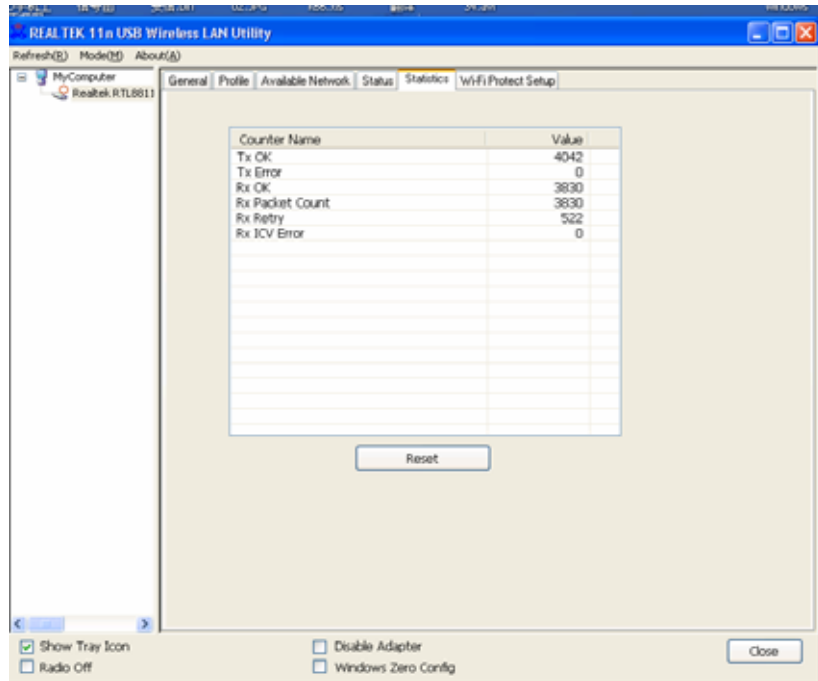 REALTEK 11n USB Wireless LAN Utility
Refresh(R) Mode(M) About(A)
MyComputer
Realtek RTL8811
General Profile Available Network Status Statistics Wi-Fi Protect Setup
Counter Name Value
Tx OK 4042
Tx Error 0
Rx OK 3830
Rx Packet Count 3830
Rx Retry 522
Rx ICV Error 0
Reset
Show Tray Icon Disable Adapter Close
Radio Off Windows Zero Config